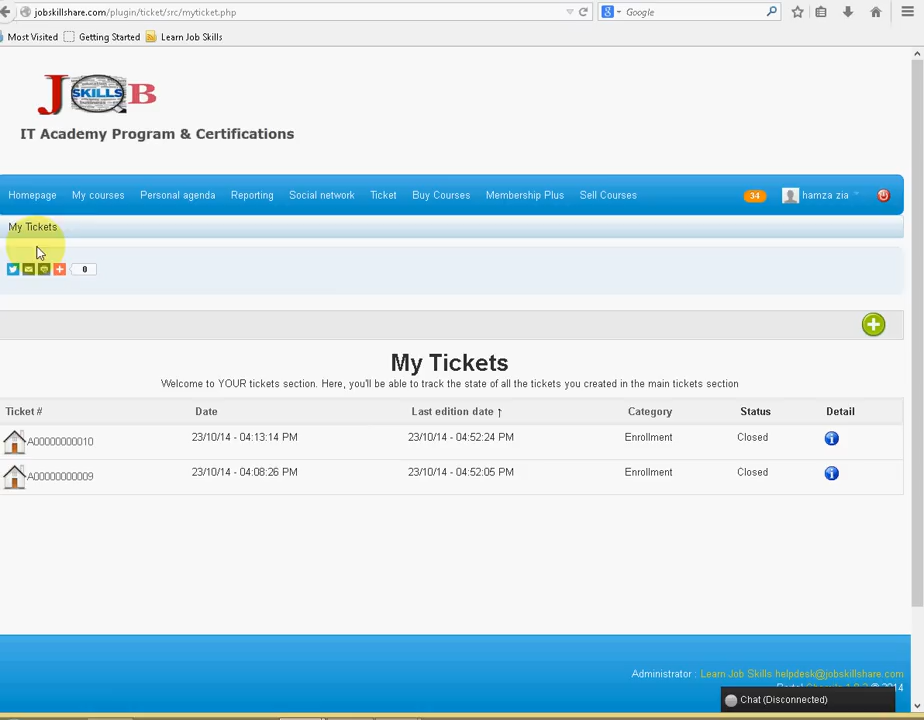 jobskillshare.com/plugin/ticket/src/myticket.php
Google
Most Visited Getting Started Learn Job Skills
JOB
SKILLS
IT Academy Program & Certifications
Homepage My courses Personal agenda Reporting Social network Ticket Buy Courses Membership Plus Sell Courses 34 hamza zia
My Tickets
0
My Tickets
Welcome to YOUR tickets section. Here, you'll be able to track the state of all the tickets you created in the main tickets section
Ticket # Date Last edition date ↑ Category Status Detail
A00000000010 23/10/14 - 04:13:14 PM 23/10/14 - 04:52:24 PM Enrollment Closed
A00000000009 23/10/14 - 04:08:26 PM 23/10/14 - 04:52:05 PM Enrollment Closed
Administrator : Learn Job Skills helpdesk@jobskillshare.com
Chat (Disconnected)